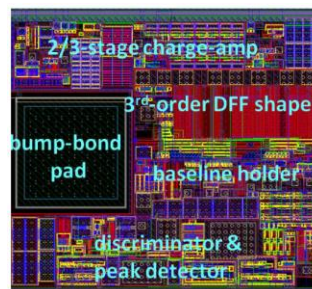 2/3-stage charge-amp
3rd-order DFF shape
bump-bond
pad
baseline holder
discriminator &
peak detector